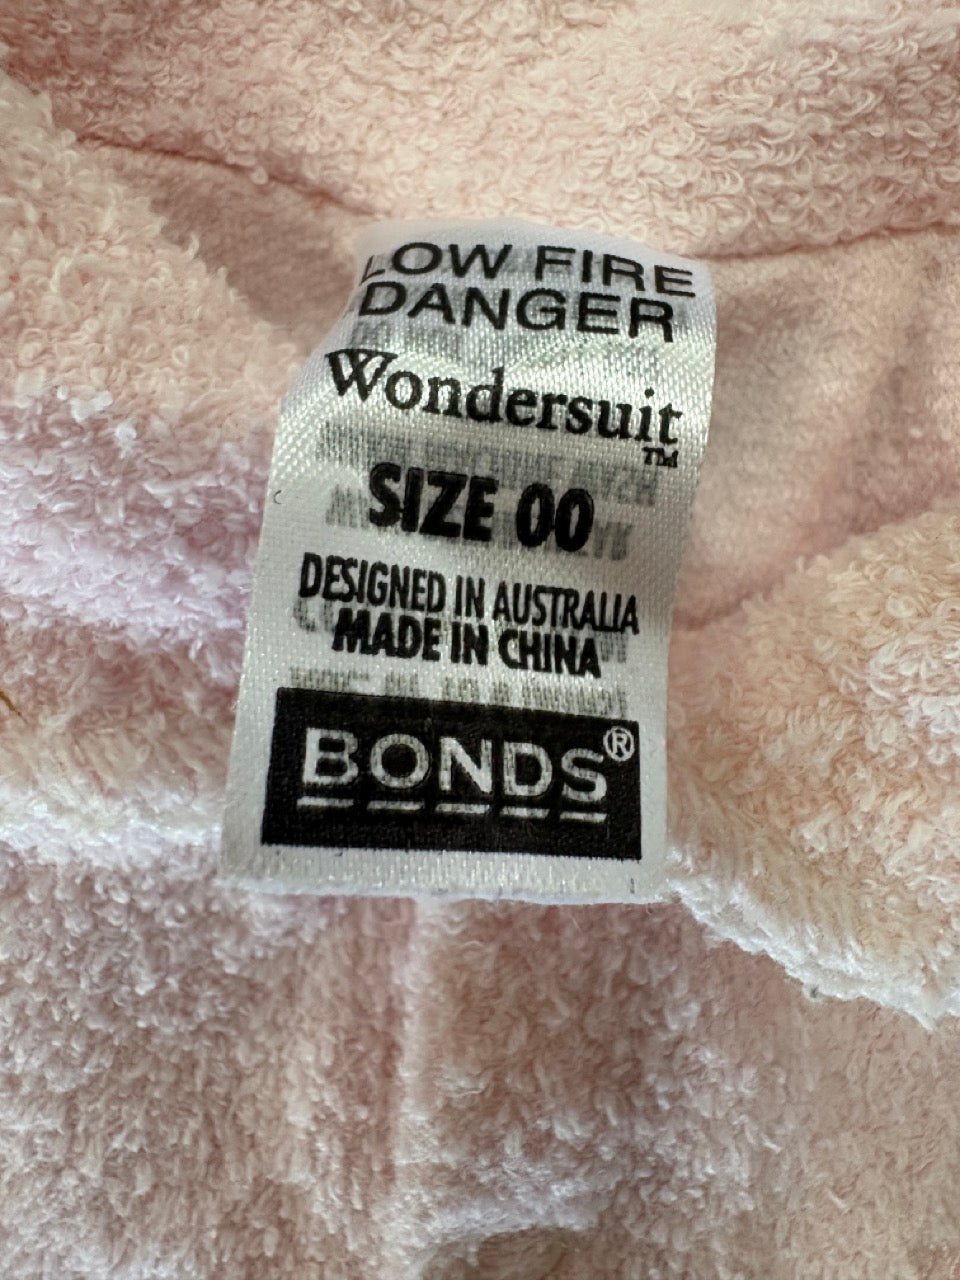 LOW FIRE
DANGER
Wondersuit
TM
SIZE 00
DESIGNED IN AUSTRALIA
MADE IN CHINA
BONDS®